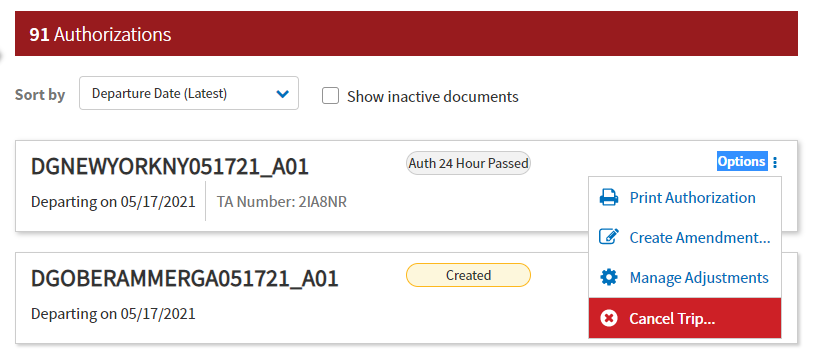 91 Authorizations
Sort by Departure Date (Latest) Show inactive documents
DGNEWYORKNY051721_A01 Auth 24 Hour Passed Options
Departing on 05/17/2021 TA Number: 2IA8NR
Print Authorization
Create Amendment...
Manage Adjustments
Cancel Trip...
DGOBERAMMERGA051721_A01 Created
Departing on 05/17/2021